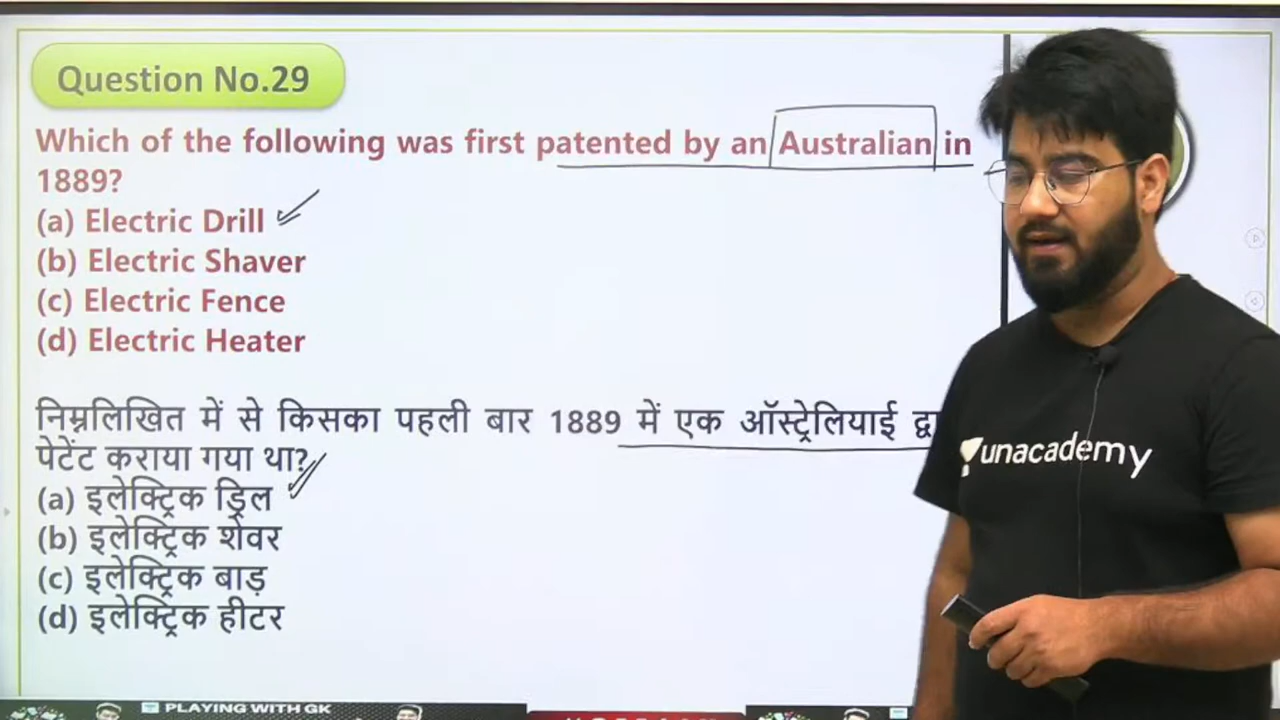 Question No.29
Which of the following was first patented by an Australian in
1889?
(a) Electric Drill
(b) Electric Shaver
(c) Electric Fence
(d) Electric Heater
निम्नलिखित में से किसका पहली बार 1889 में एक ऑस्ट्रेलियाई
पेटेंट कराया गया था?
(a) इलेक्ट्रिक ड्रिल
(b) इलेक्ट्रिक शेवर
(c) इलेक्ट्रिक बाड़
(d) इलेक्ट्रिक हीटर
unacademy
PLAYING WITH GK